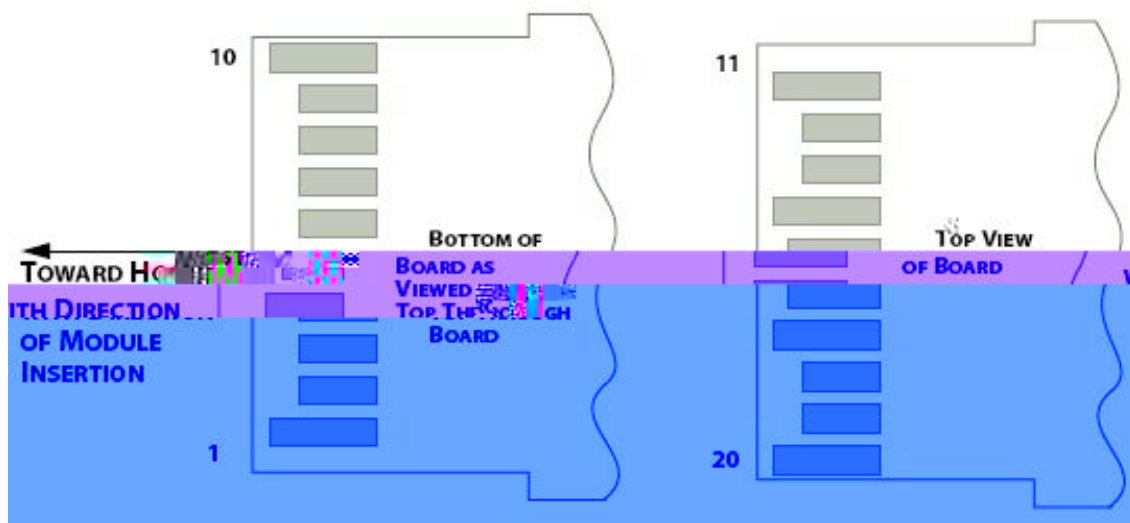 10
11
BOTTOM OF
BOARD AS
VIEWED
TOP
BOARD
TOP VIEW
OF BOARD
TOWARD
DIRECTION
OF MODULE
INSERTION
1
20